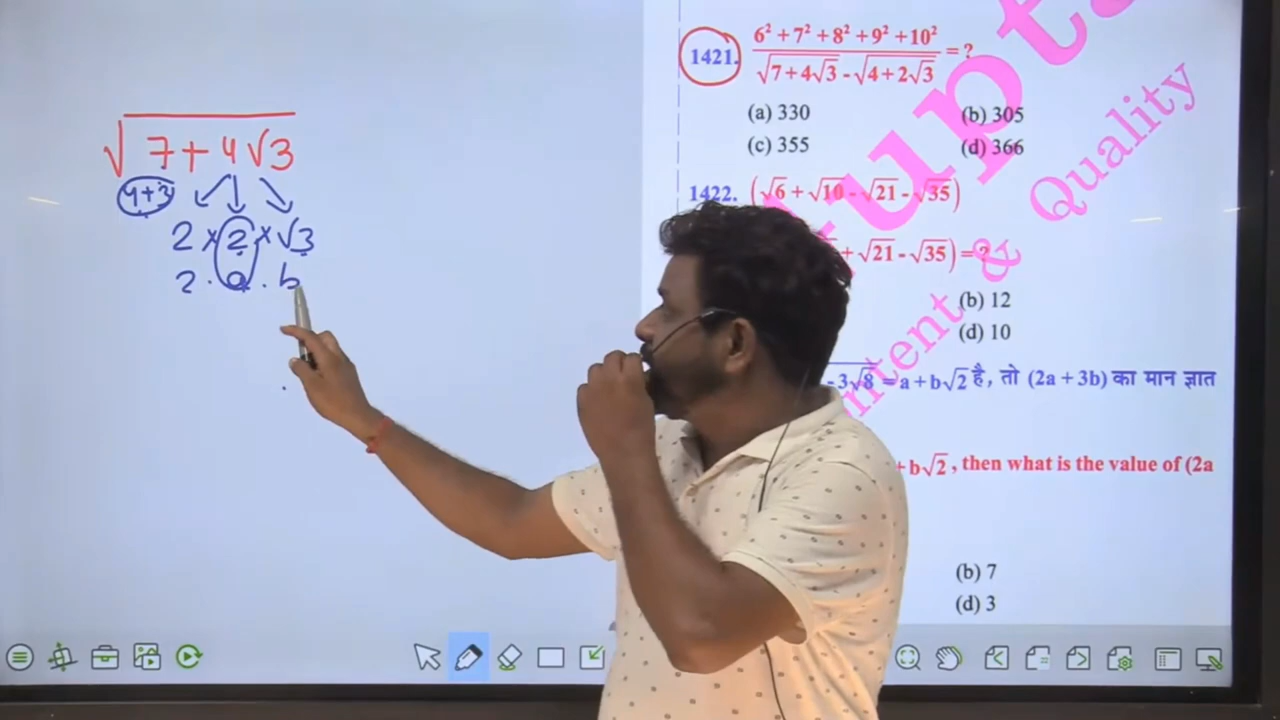 √7+4√3
4+3
2×2×√3
2.a.b
1421. 6²+7²+8²+9²+10² / √7+4√3 - √4+2√3 = ?
(a) 330 (b) 305
(c) 355 (d) 366
1422. (√6+√10-√21-√35)
+√21-√35)=?
(b) 12
(d) 10
-3√8 = a+b√2 है, तो (2a+3b) का मान ज्ञात
+b√2, then what is the value of (2a
(b) 7
(d) 3
upta
ntent & Quality